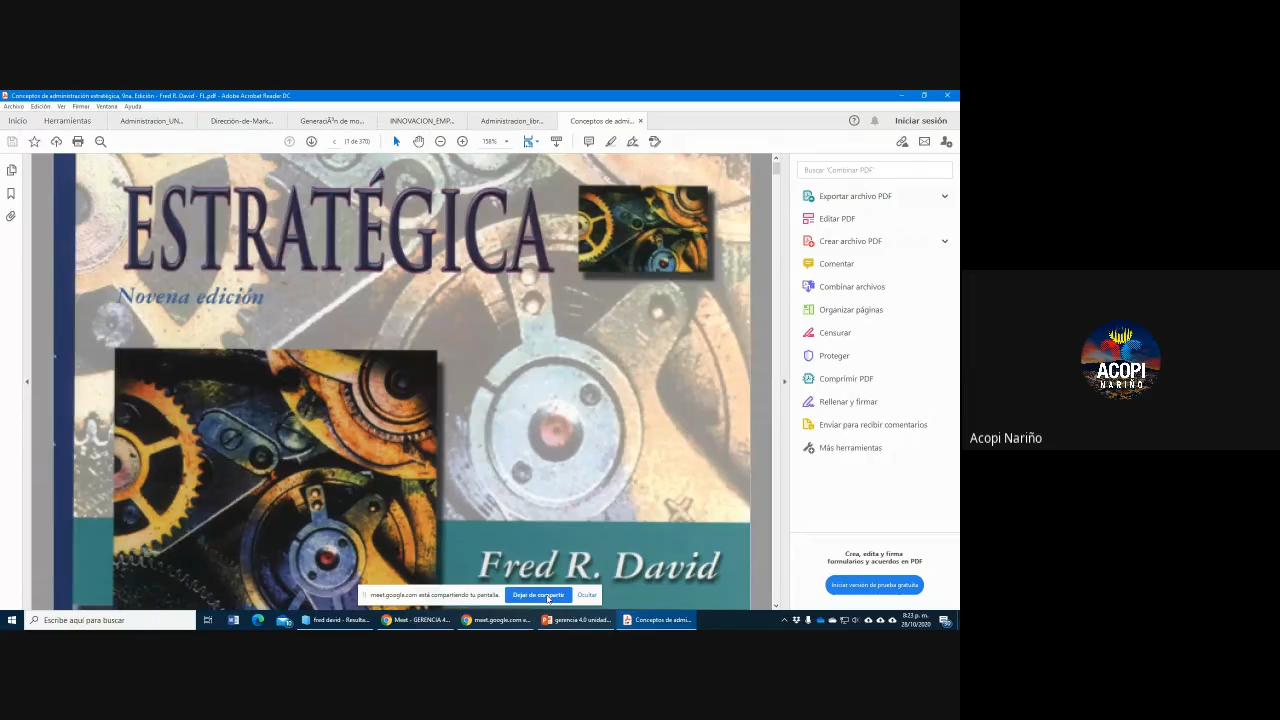 Conceptos de administración estratégica, 9na. Edición - Fred R. David - FL.pdf - Adobe Acrobat Reader DC
Archivo Edición Ver Firmar Ventana Ayuda
Inicio Herramientas Administracion_UN... Dirección-de-Mark... GeneraciÃ³n de mo... INNOVACION_EMP... Administracion_libr... Conceptos de admi... Iniciar sesión
c (1 de 370) 158%
ESTRATÉGICA
Novena edición
Fred R. David
Buscar 'Combinar PDF'
Exportar archivo PDF
Editar PDF
Crear archivo PDF
Comentar
Combinar archivos
Organizar páginas
Censurar
Proteger
Comprimir PDF
Rellenar y firmar
Enviar para recibir comentarios
Más herramientas
Crea, edita y firma
formularios y acuerdos en PDF
Iniciar versión de prueba gratuita
meet.google.com está compartiendo tu pantalla. Dejar de compartir Ocultar
Escribe aquí para buscar
fred david - Resulta... Meet - GERENCIA 4... meet.google.com e... gerencia 4.0 unidad... Conceptos de admi...
8:23 p. m.
28/10/2020
ACOPI
NARIÑO
Acopi Nariño